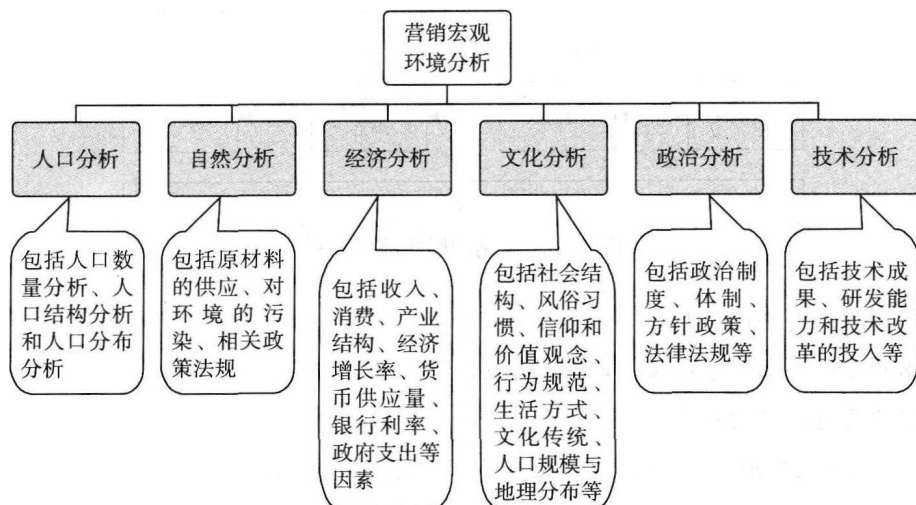 营销宏观
环境分析
人口分析
自然分析
经济分析
文化分析
政治分析
技术分析
包括人口数
量分析、人
口结构分析
和人口分布
分析
包括原材料
的供应、对
环境的污
染、相关政
策法规
包括收入、
消费、产业
结构、经济
增长率、货
币供应量、
银行利率、
政府支出等
因素
包括社会结
构、风俗习
惯、信仰和
价值观念、
行为规范、
生活方式、
文化传统、
人口规模与
地理分布等
包括政治制
度、体制、
方针政策、
法律法规等
包括技术成
果、研发能
力和技术改
革的投入等